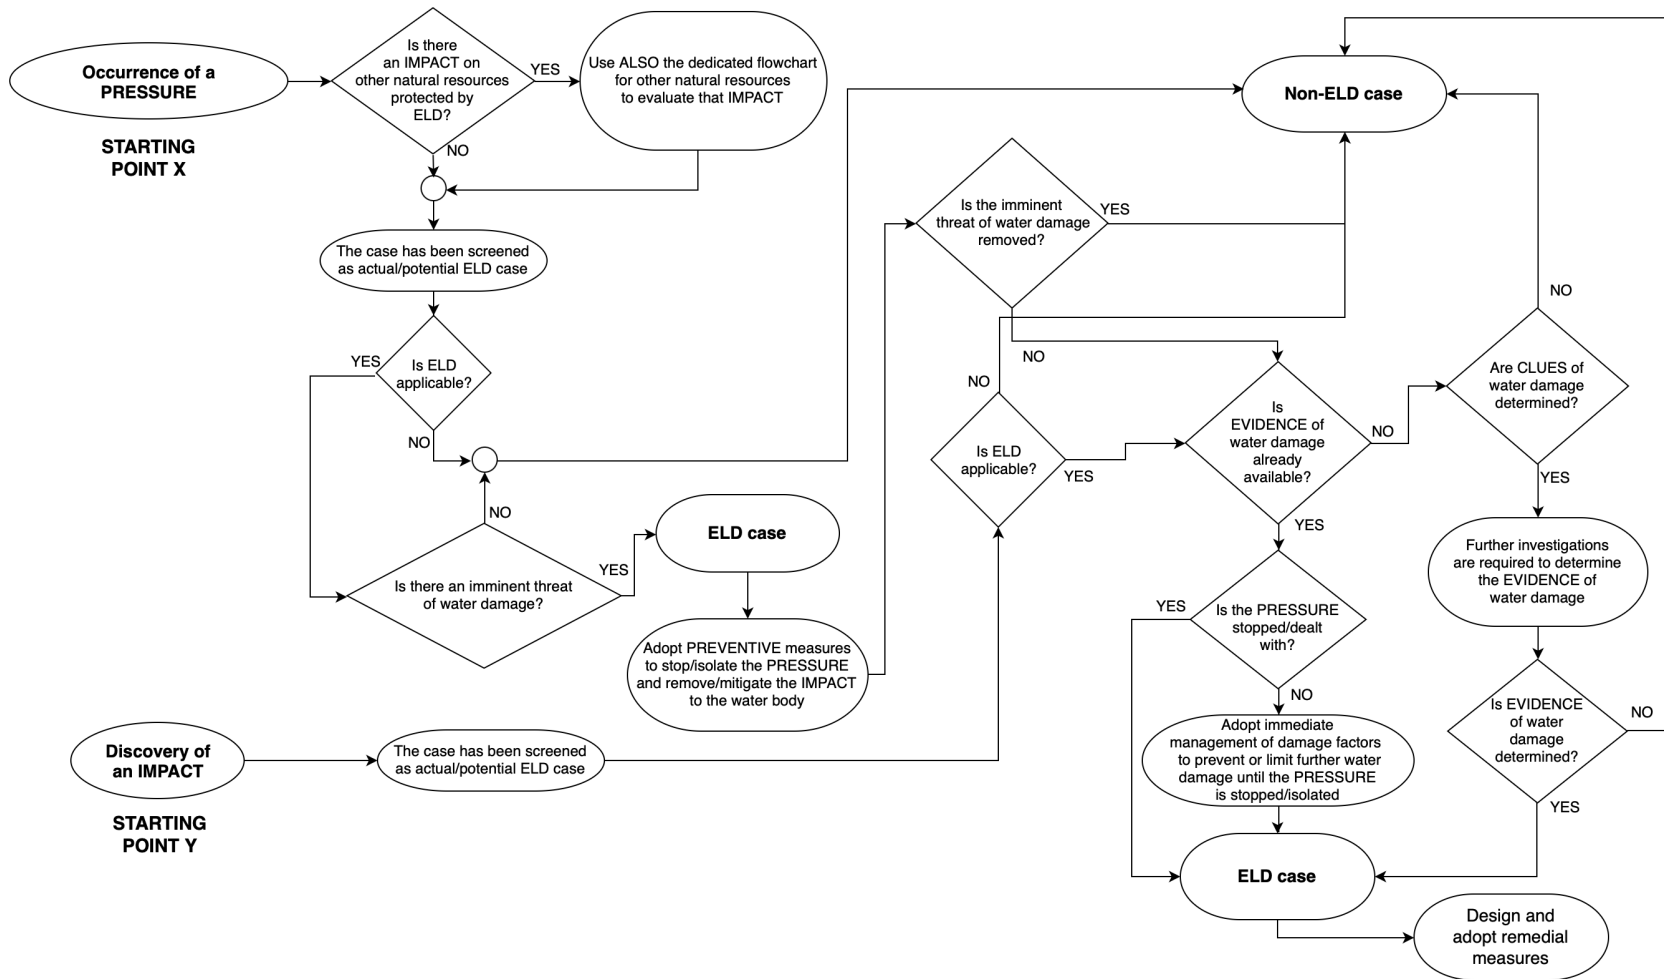 Occurrence of a
PRESSURE
STARTING
POINT X
Is there
an IMPACT on
other natural resources
protected by
ELD?
YES
NO
Use ALSO the dedicated flowchart
for other natural resources
to evaluate that IMPACT
The case has been screened
as actual/potential ELD case
Is ELD
applicable?
YES
NO
Is there an imminent threat
of water damage?
NO
YES
ELD case
Adopt PREVENTIVE measures
to stop/isolate the PRESSURE
and remove/mitigate the IMPACT
to the water body
Discovery of
an IMPACT
STARTING
POINT Y
The case has been screened
as actual/potential ELD case
Non-ELD case
Is the imminent
threat of water damage
removed?
YES
NO
Is ELD
applicable?
NO
YES
Is
EVIDENCE of
water damage
already
available?
NO
YES
Are CLUES of
water damage
determined?
NO
YES
Further investigations
are required to determine
the EVIDENCE of
water damage
Is EVIDENCE
of water
damage
determined?
NO
YES
Is the PRESSURE
stopped/dealt
with?
YES
NO
Adopt immediate
management of damage factors
to prevent or limit further water
damage until the PRESSURE
is stopped/isolated
ELD case
Design and
adopt remedial
measures